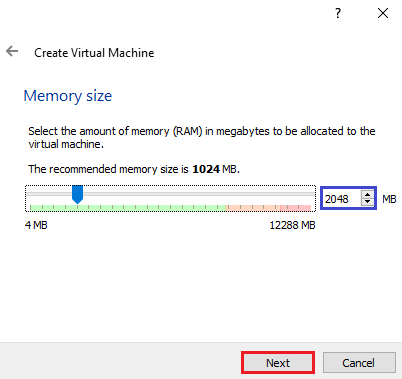 ?
Create Virtual Machine
Memory size
Select the amount of memory (RAM) in megabytes to be allocated to the
virtual machine.
The recommended memory size is 1024 MB.
2048 MB
4 MB 12288 MB
Next Cancel